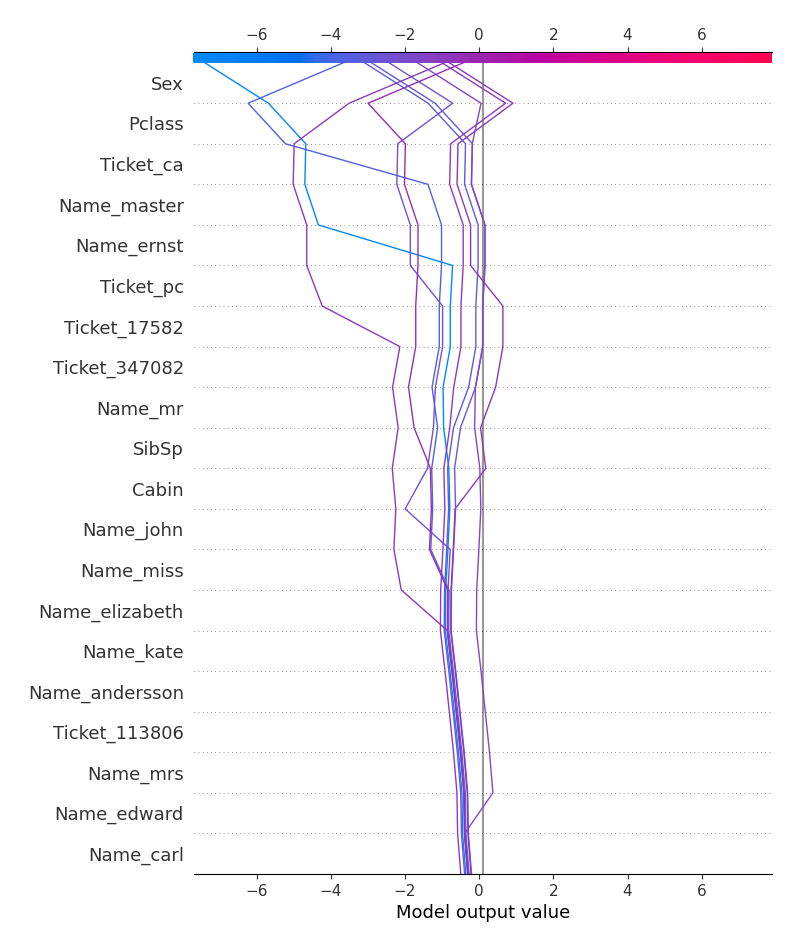 −6 −4 −2 0 2 4 6
Sex
Pclass
Ticket_ca
Name_master
Name_ernst
Ticket_pc
Ticket_17582
Ticket_347082
Name_mr
SibSp
Cabin
Name_john
Name_miss
Name_elizabeth
Name_kate
Name_andersson
Ticket_113806
Name_mrs
Name_edward
Name_carl
−6 −4 −2 0 2 4 6
Model output value